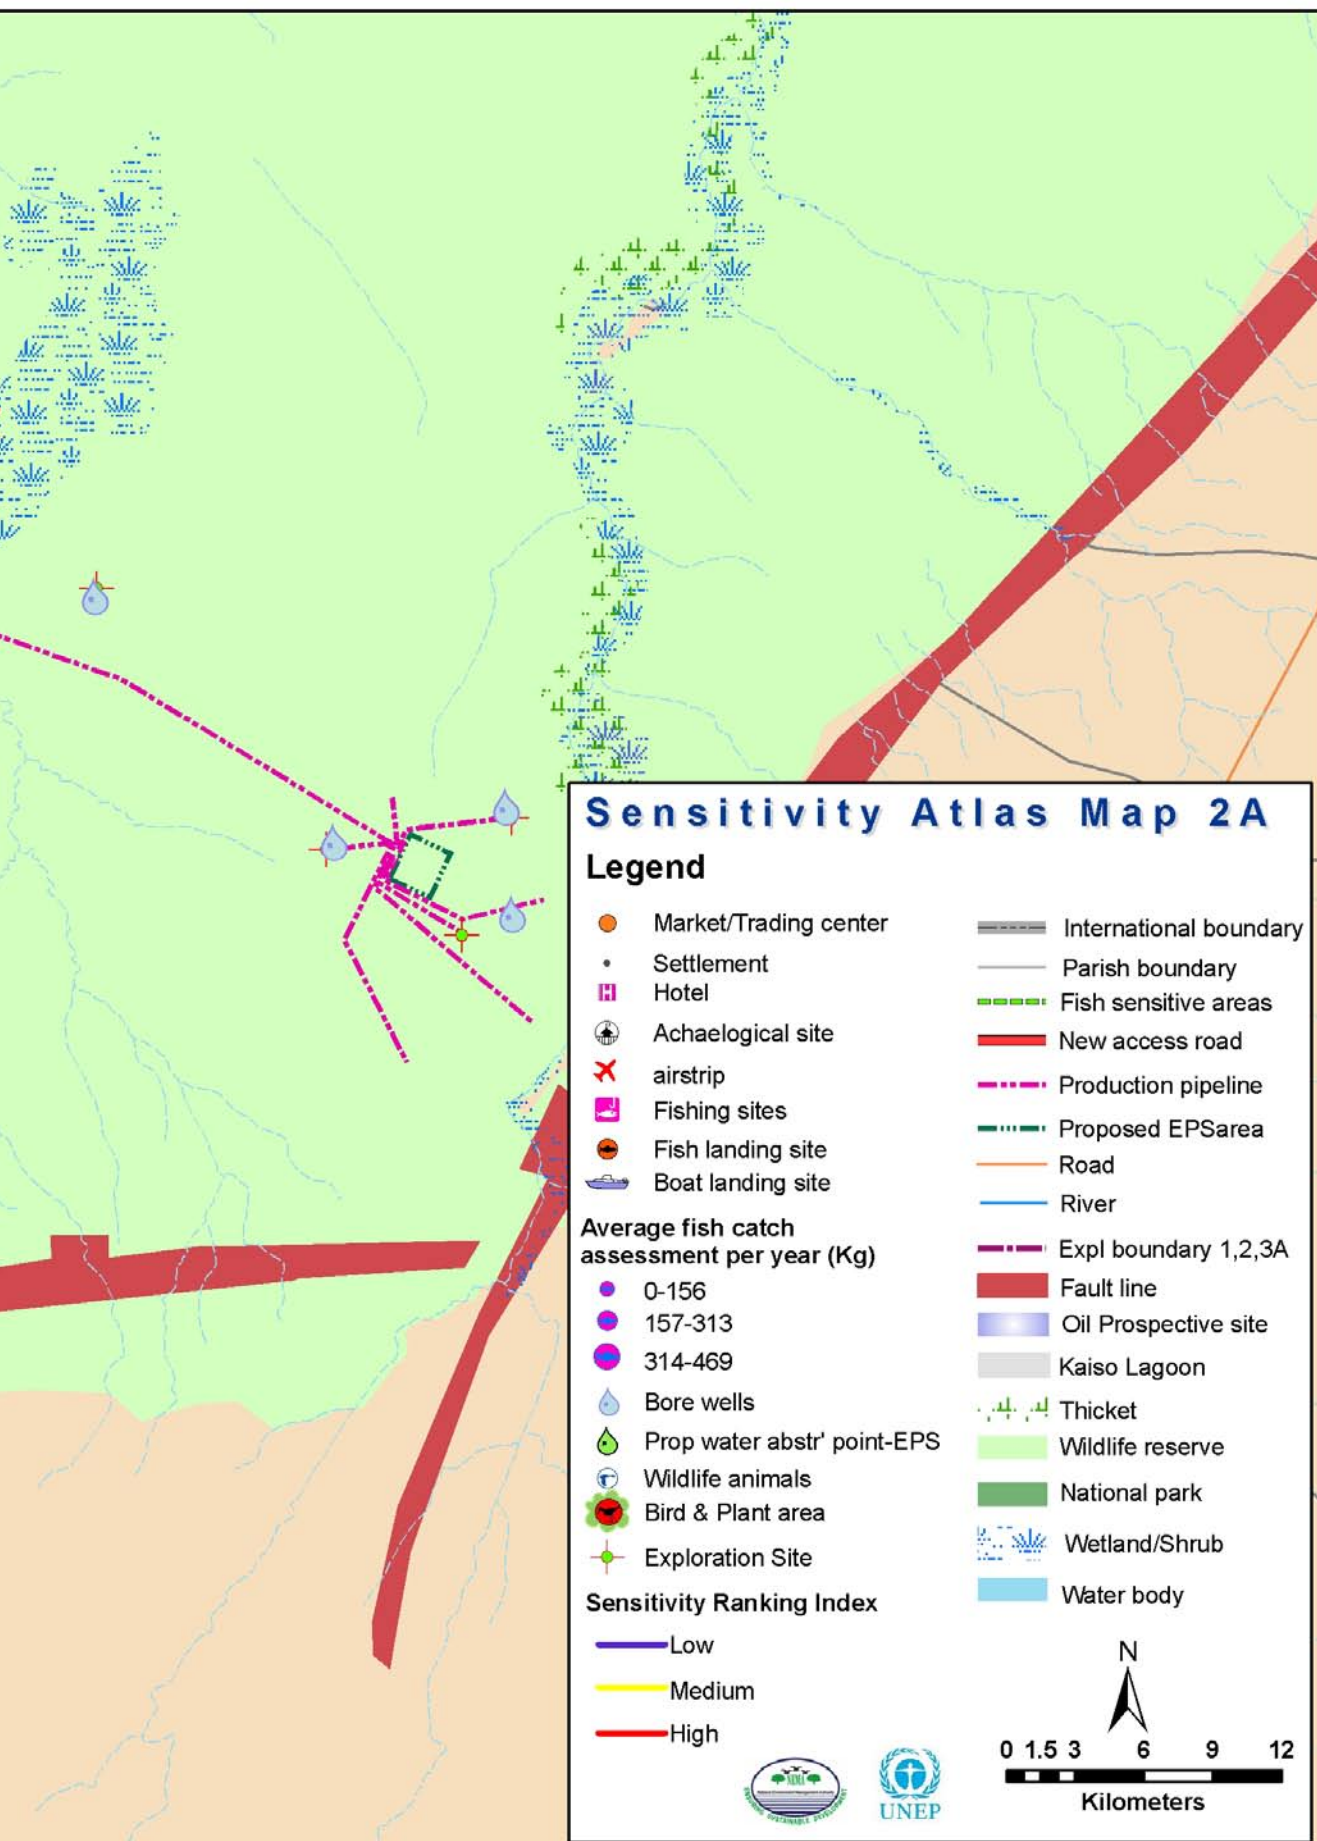 Sensitivity Atlas Map 2A
Legend
Market/Trading center
Settlement
Hotel
Achaelogical site
airstrip
Fishing sites
Fish landing site
Boat landing site
Average fish catch
assessment per year (Kg)
0-156
157-313
314-469
Bore wells
Prop water abstr' point-EPS
Wildlife animals
Bird & Plant area
Exploration Site
Sensitivity Ranking Index
Low
Medium
High
International boundary
Parish boundary
Fish sensitive areas
New access road
Production pipeline
Proposed EPSarea
Road
River
Expl boundary 1,2,3A
Fault line
Oil Prospective site
Kaiso Lagoon
Thicket
Wildlife reserve
National park
Wetland/Shrub
Water body
N
0 1.5 3 6 9 12
Kilometers
H
NEMA
ENSURING SUSTAINABLE DEVELOPMENT
UNEP